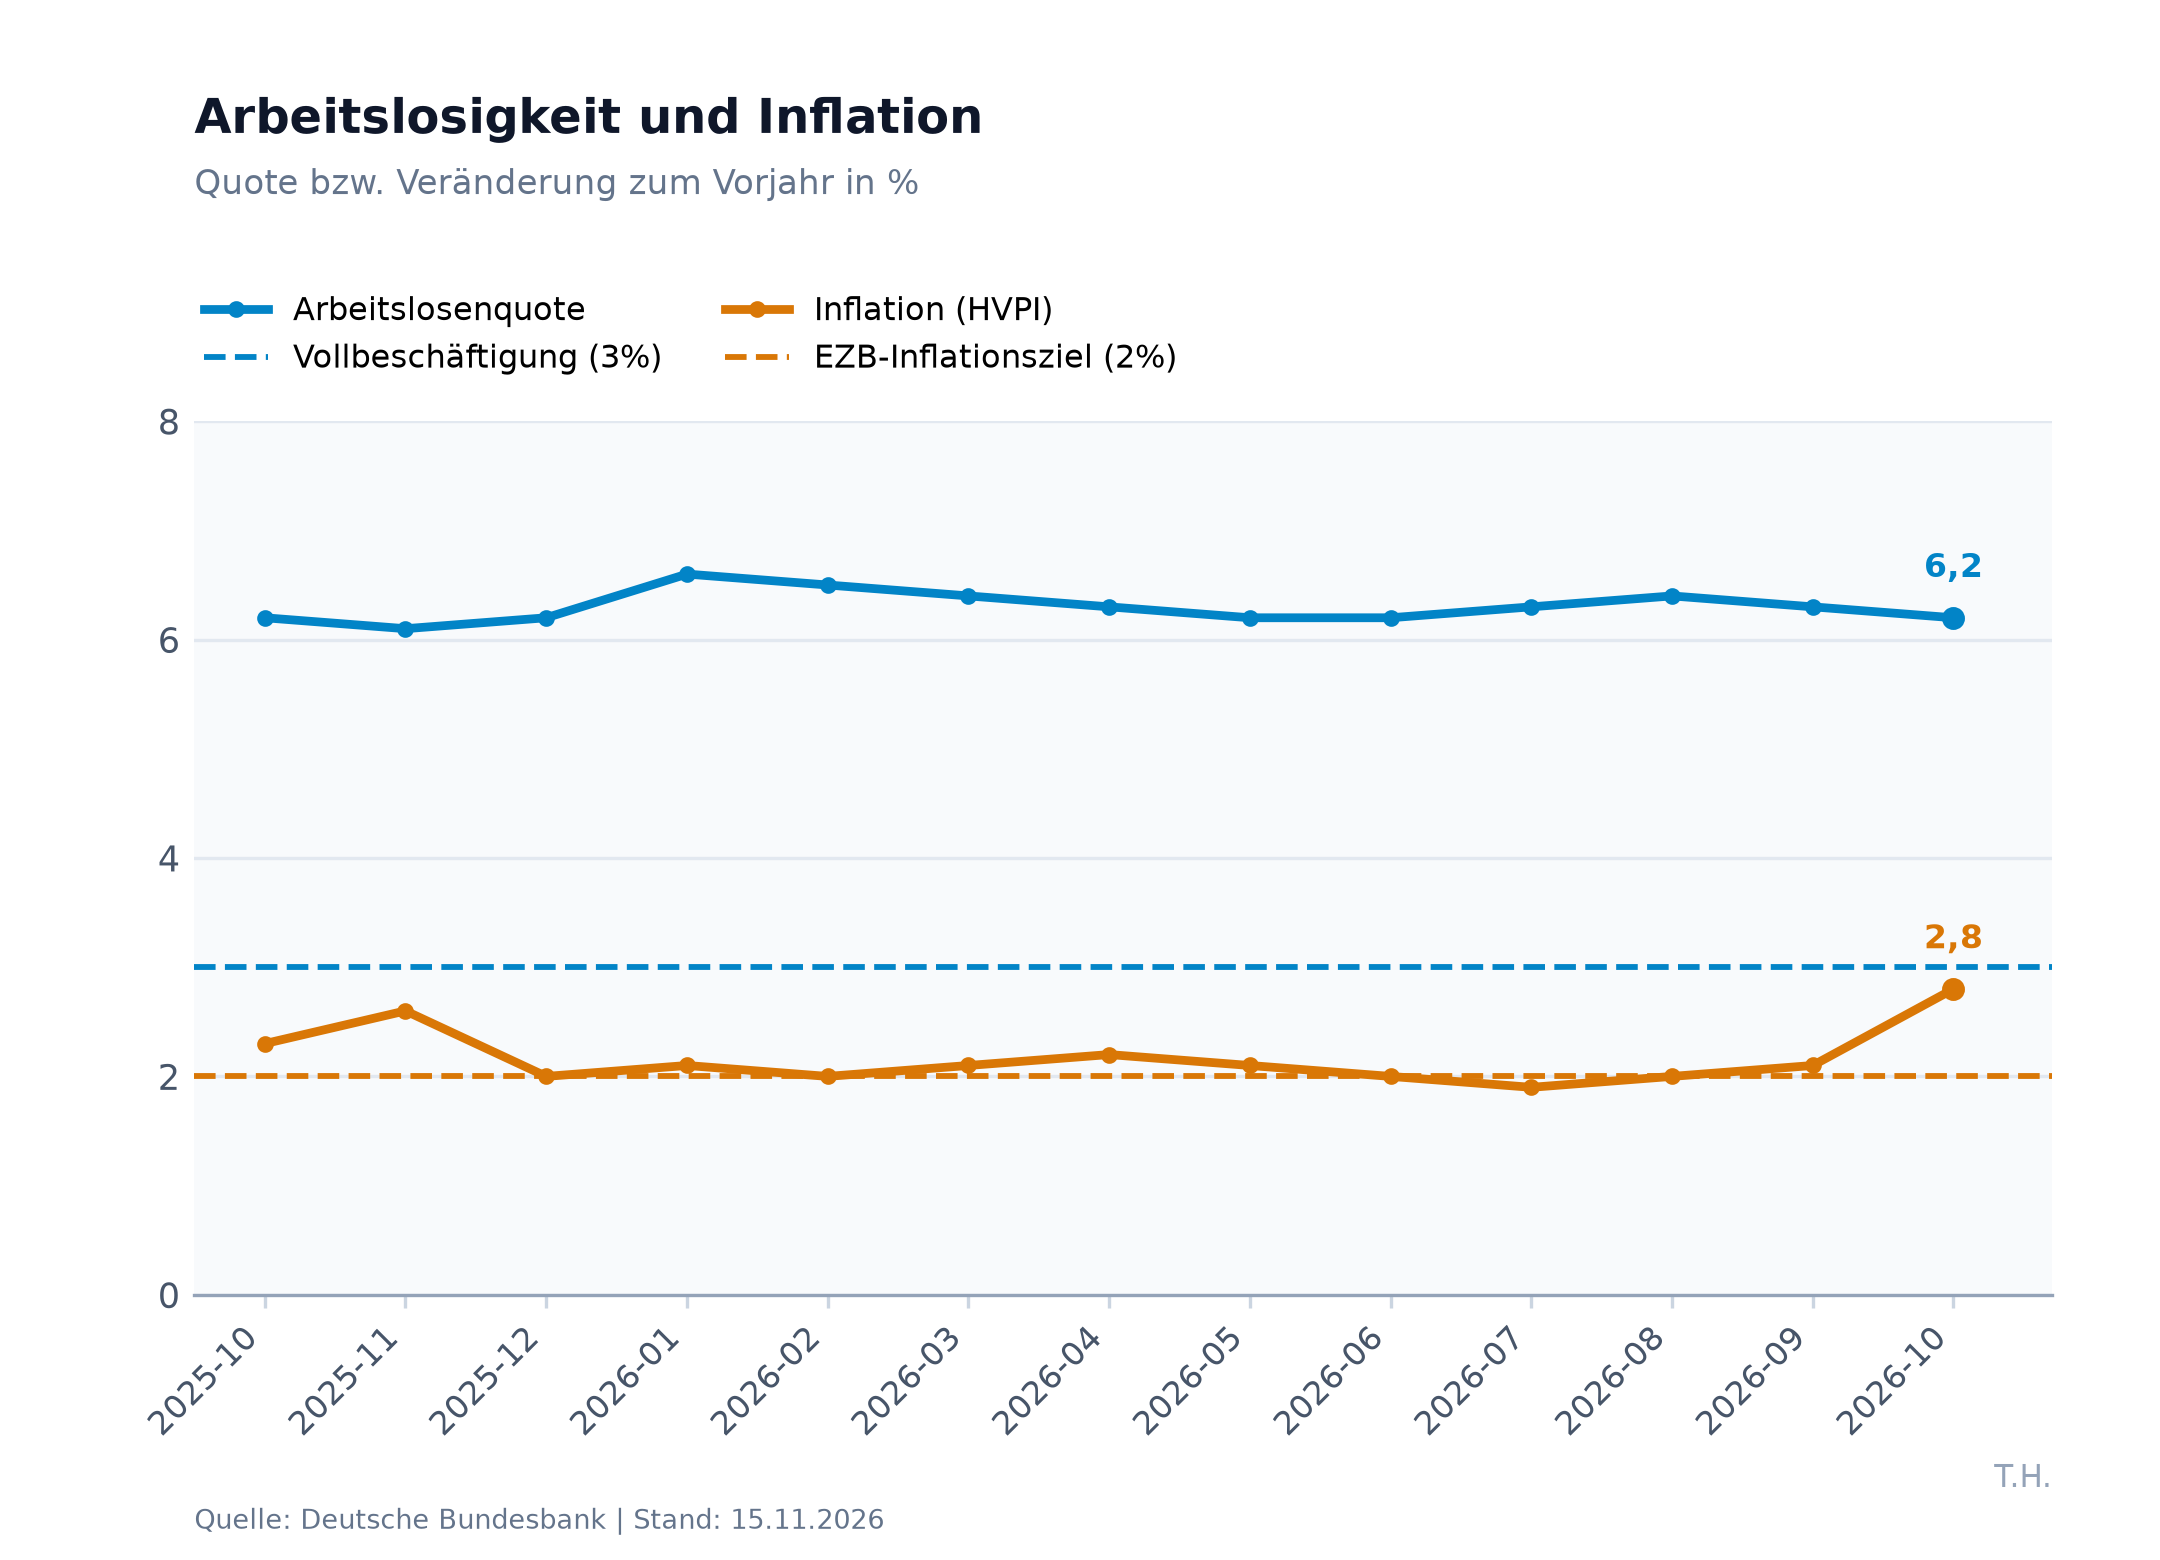 Arbeitslosigkeit und Inflation
Quote bzw. Veränderung zum Vorjahr in %
Arbeitslosenquote
Inflation (HVPI)
Vollbeschäftigung (3%)
EZB-Inflationsziel (2%)
8
6
4
2
0
6,2
2,8
2025-10
2025-11
2025-12
2026-01
2026-02
2026-03
2026-04
2026-05
2026-06
2026-07
2026-08
2026-09
2026-10
T.H.
Quelle: Deutsche Bundesbank | Stand: 15.11.2026